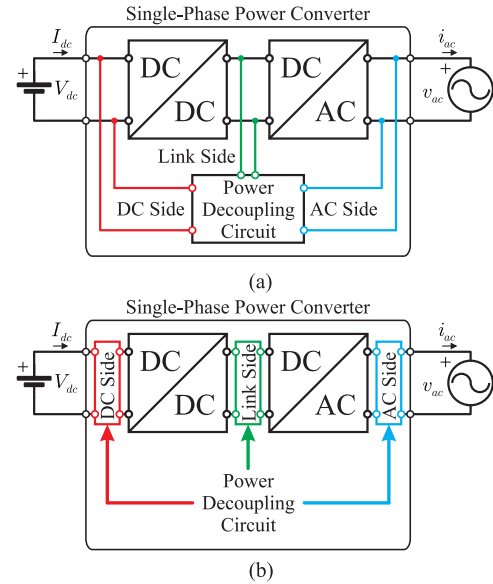 Single-Phase Power Converter
I_dc
i_ac
+
V_dc
DC
DC
DC
AC
+
v_ac
Link Side
DC Side
Power
Decoupling
Circuit
AC Side
(a)
Single-Phase Power Converter
I_dc
i_ac
+
V_dc
DC Side
DC
DC
Link Side
DC
AC
AC Side
+
v_ac
Power
Decoupling
Circuit
(b)